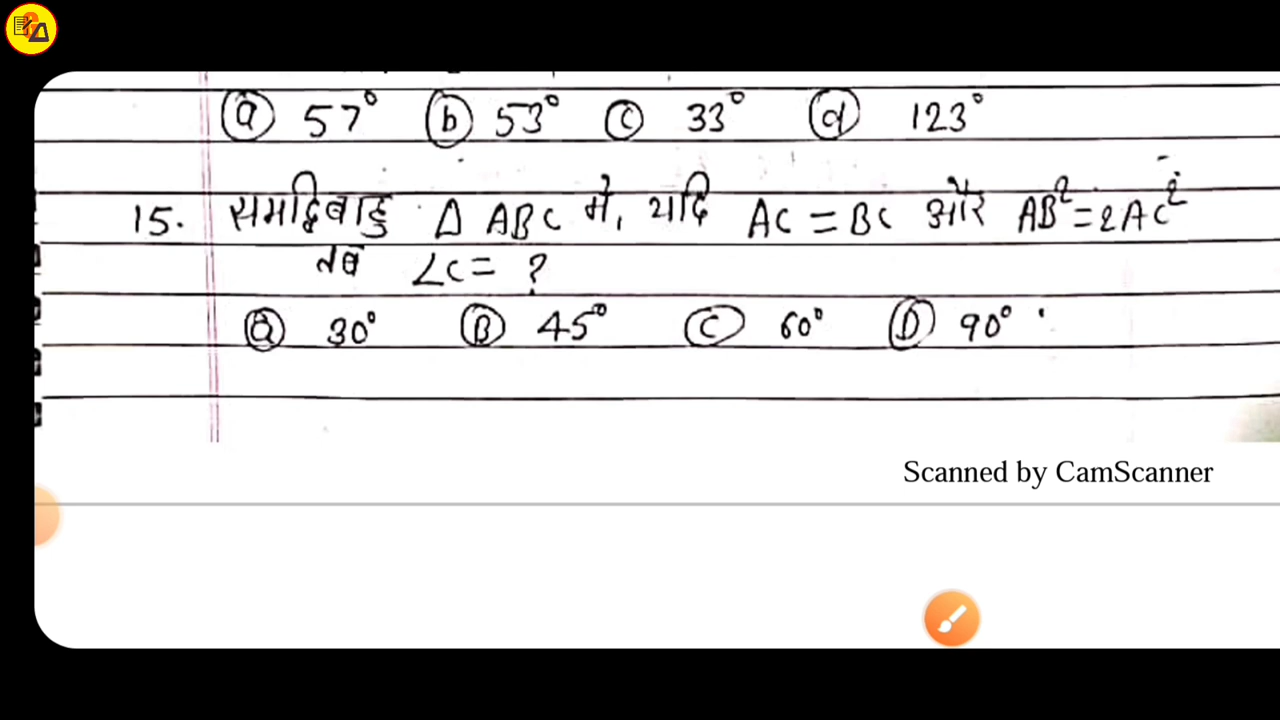 ⓐ 57° ⓑ 53° ⓒ 33° ⓓ 123°
15. समद्विबाहु Δ ABC में, यदि AC = BC और AB² = 2AC²
तब ∠C = ?
ⓐ 30° Ⓑ 45° Ⓒ 60° Ⓓ 90°
Scanned by CamScanner